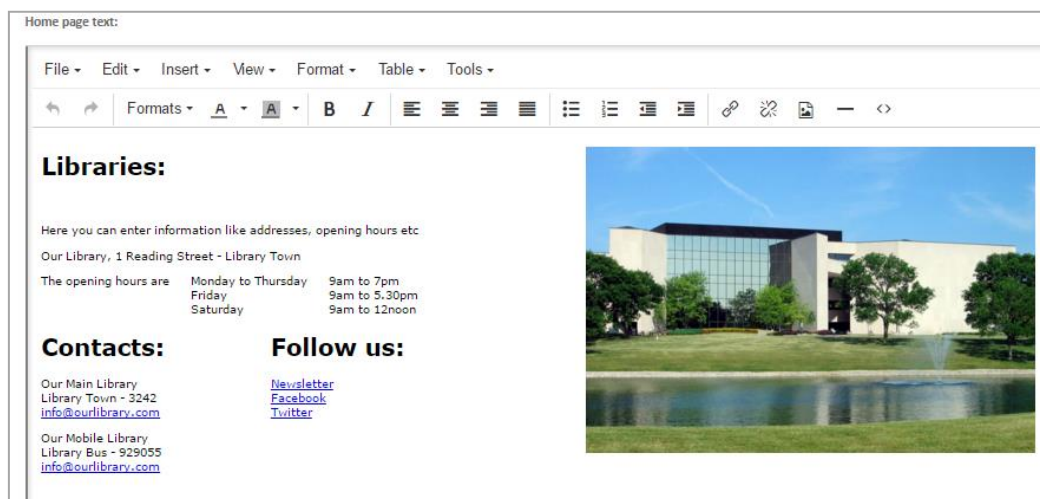 Home page text:
File Edit Insert View Format Table Tools
Formats A A B I
Libraries:
Here you can enter information like addresses, opening hours etc
Our Library, 1 Reading Street - Library Town
The opening hours are Monday to Thursday 9am to 7pm
Friday 9am to 5.30pm
Saturday 9am to 12noon
Contacts:
Our Main Library
Library Town - 3242
info@ourlibrary.com
Our Mobile Library
Library Bus - 929055
info@ourlibrary.com
Follow us:
Newsletter
Facebook
Twitter